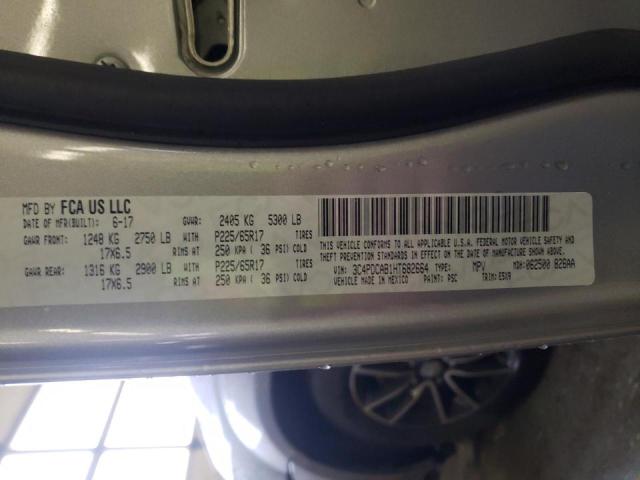 MFD BY FCA US LLC
DATE OF MFR(BUILT): 6-17 GVWR: 2405 KG 5300 LB
GAWR FRONT: 1248 KG 2750 LB WITH P225/65R17 TIRES
17X6.5 RIMS AT 250 KPA ( 36 PSI) COLD
GAWR REAR: 1316 KG 2900 LB WITH P225/65R17 TIRES
17X6.5 RIMS AT 250 KPA ( 36 PSI) COLD
THIS VEHICLE CONFORMS TO ALL APPLICABLE U.S.A. FEDERAL MOTOR VEHICLE SAFETY AND
THEFT PREVENTION STANDARDS IN EFFECT ON THE DATE OF MANUFACTURE SHOWN ABOVE.
VIN: 3C4PDCAB1HT682664 TYPE: MPV MDH: 062500 826AA
VEHICLE MADE IN MEXICO PAINT: PSC TRIM: E5X9